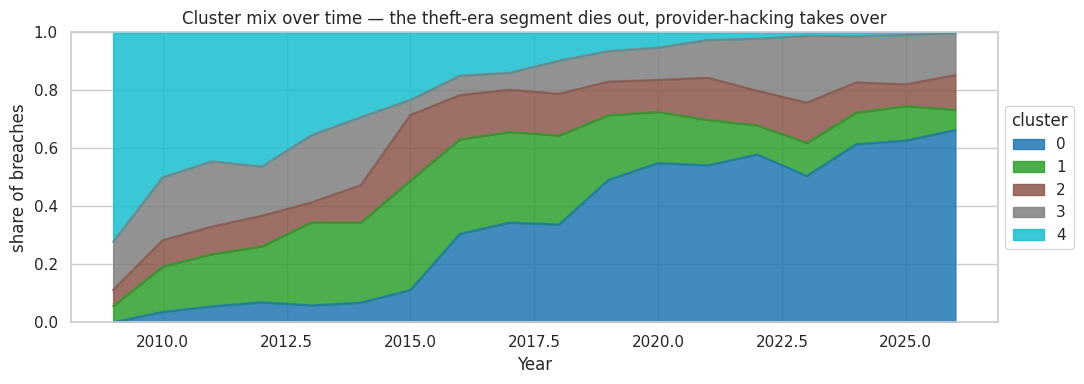 Cluster mix over time — the theft-era segment dies out, provider-hacking takes over
share of breaches
1.0
0.8
0.6
0.4
0.2
0.0
2010.0 2012.5 2015.0 2017.5 2020.0 2022.5 2025.0
Year
cluster
0
1
2
3
4